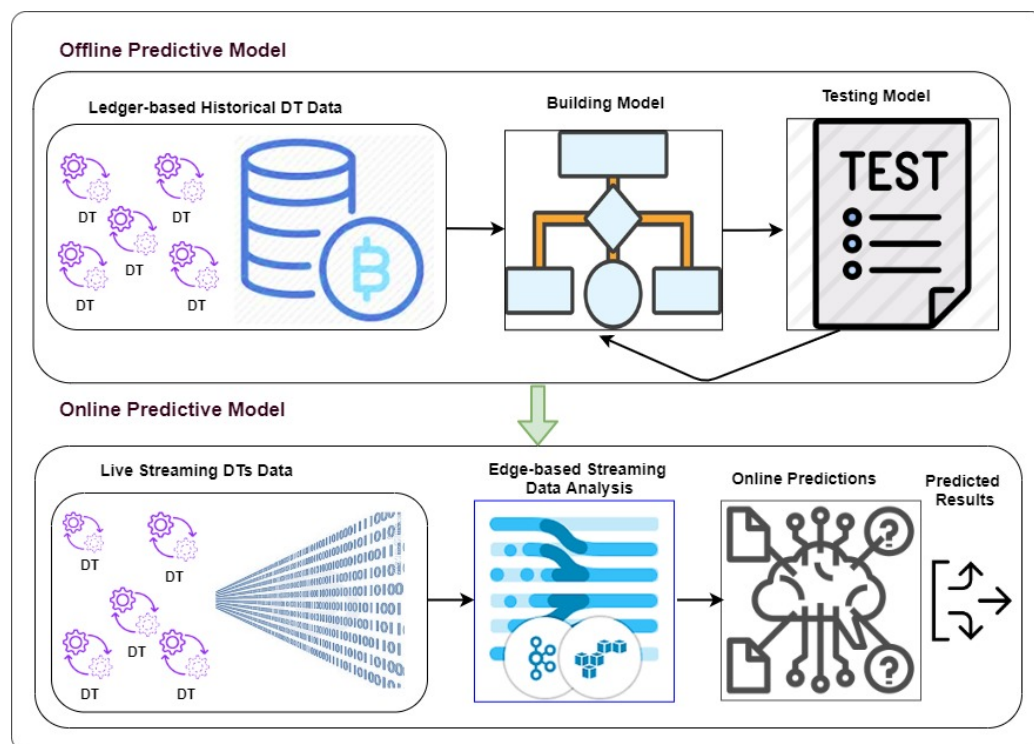 Offline Predictive Model
Ledger-based Historical DT Data
Building Model
Testing Model
DT
DT
DT
DT
DT
TEST
Online Predictive Model
Live Streaming DTs Data
Edge-based Streaming
Data Analysis
Online Predictions
Predicted
Results
DT
DT
DT
DT
DT
?
?